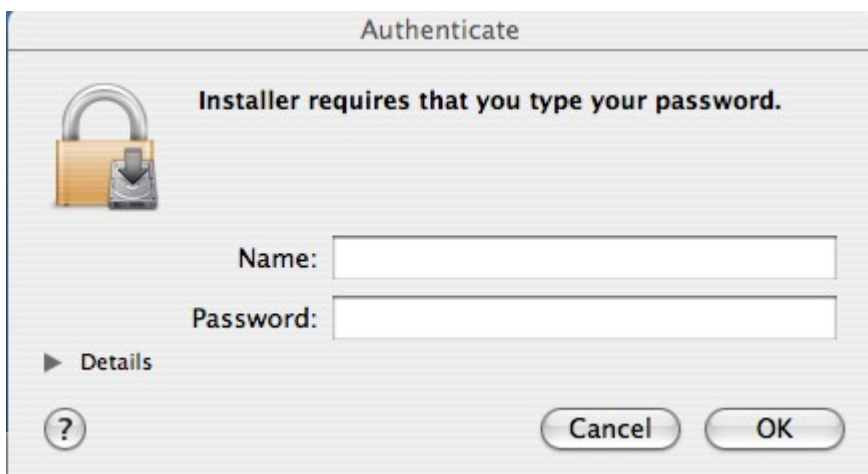 Authenticate
Installer requires that you type your password.
Name:
Password:
Details
?
Cancel
OK